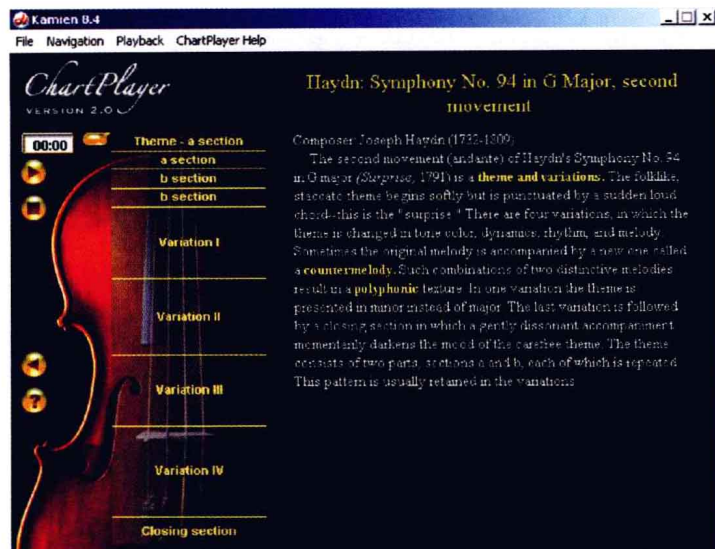 Kamien 8.4
File Navigation Playback ChartPlayer Help
ChartPlayer
VERSION 2.0
Haydn: Symphony No. 94 in G Major, second
movement
00:00
Theme - a section
a section
b section
b section
Variation I
Variation II
Variation III
Variation IV
Closing section
Composer: Joseph Haydn (1732-1809)
The second movement (andante) of Haydn's Symphony No. 94
in G major (Surprise, 1791) is a theme and variations. The folklike,
staccato theme begins softly but is punctuated by a sudden loud
chord--this is the "surprise." There are four variations, in which the
theme is changed in tone color, dynamics, rhythm, and melody.
Sometimes the original melody is accompanied by a new one called
a countermelody. Such combinations of two distinctive melodies
result in a polyphonic texture. In one variation the theme is
presented in minor instead of major. The last variation is followed
by a closing section in which a gently dissonant accompaniment
momentarily darkens the mood of the carefree theme. The theme
consists of two parts, sections a and b, each of which is repeated.
This pattern is usually retained in the variations.